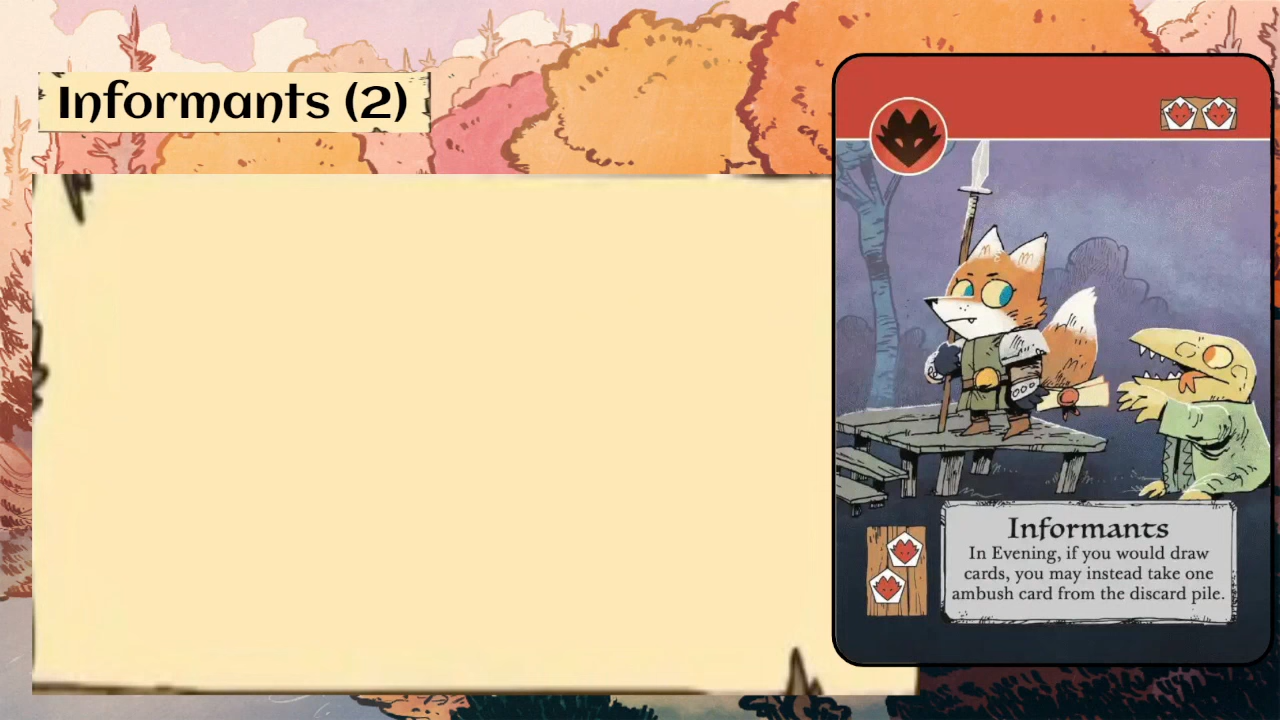 Informants (2)
Informants
In Evening, if you would draw
cards, you may instead take one
ambush card from the discard pile.